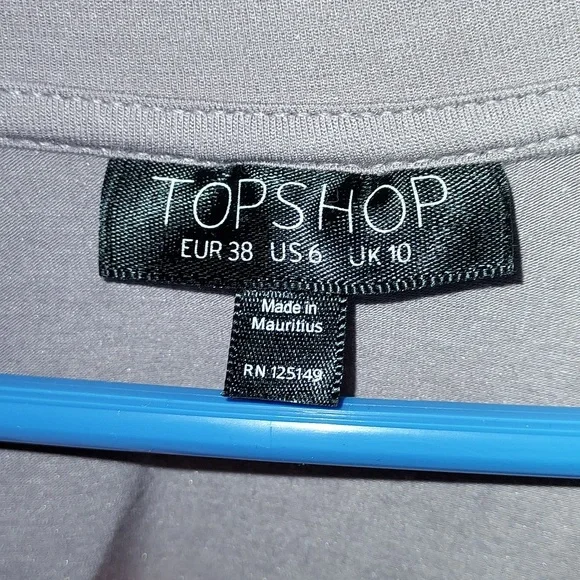 TOPSHOP
EUR 38 US 6 UK 10
Made in
Mauritius
RN 125149